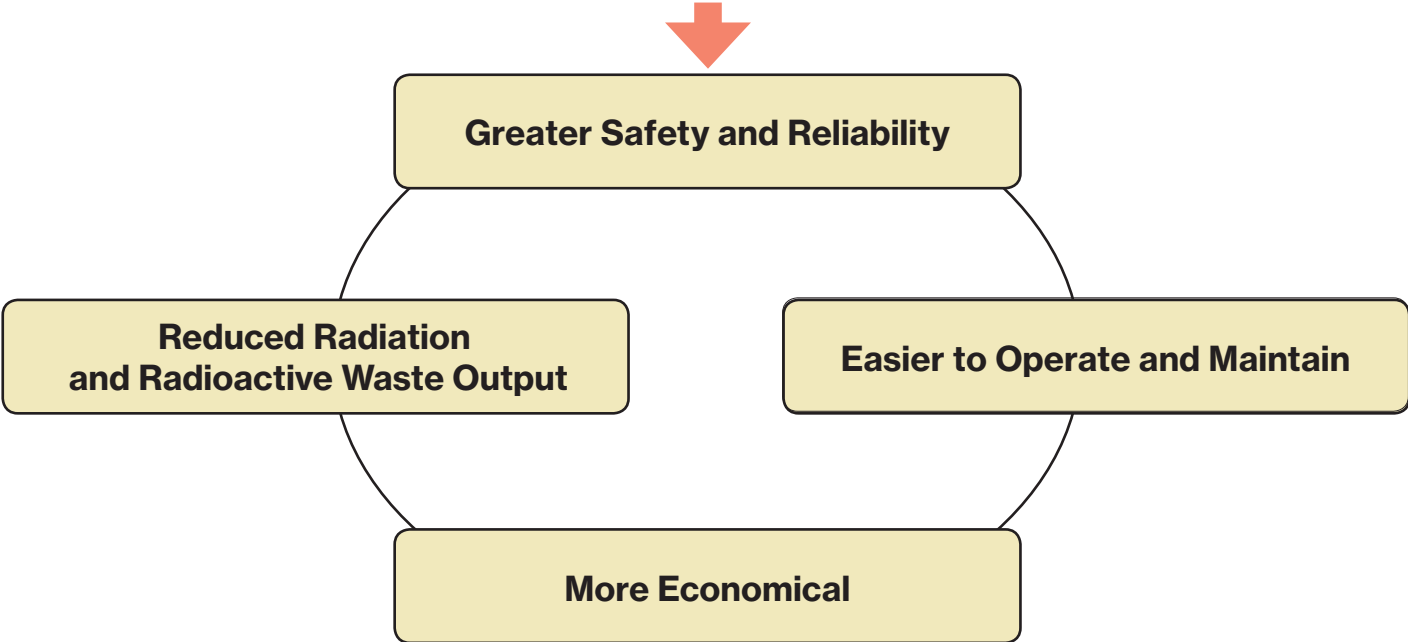 Greater Safety and Reliability
Reduced Radiation
and Radioactive Waste Output
Easier to Operate and Maintain
More Economical